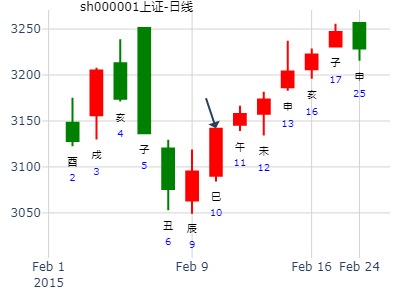 sh000001上证-日线
3250
3200
3150
3100
3050
酉
2
戌
3
亥
4
子
5
丑
6
辰
9
巳
10
午
11
未
12
申
13
亥
16
子
17
申
25
Feb 1
2015
Feb 9
Feb 16
Feb 24